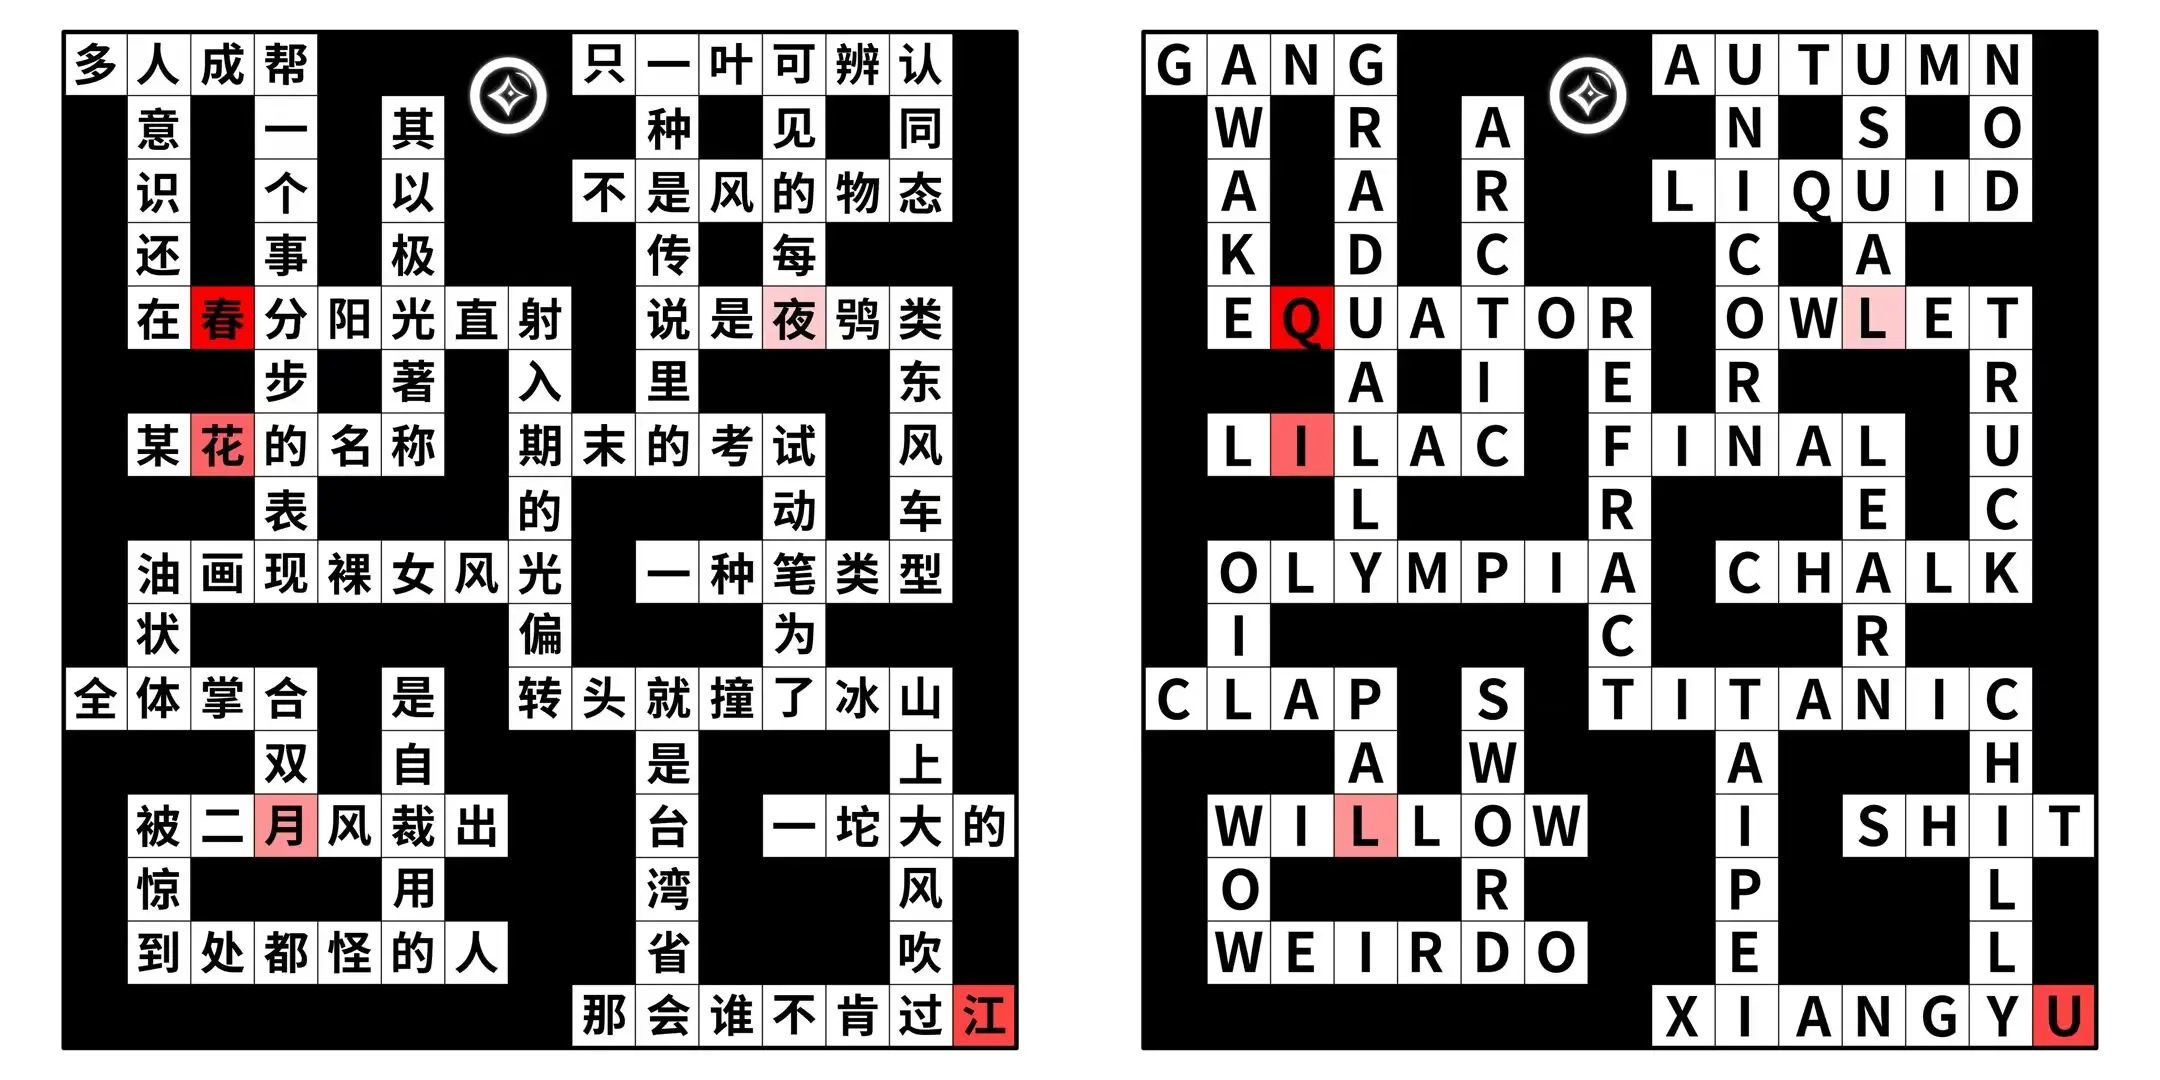 多人成帮 只一叶可辨认
意 一 其 种 见 同
识 个 以 不是风的物态
还 事 极 传 每
在春分阳光直射 说是夜鸮类
步 著 入 里 东
某花的名称 期末的考试 风
表 的 动 车
油画现裸女风光 一种笔类型
状 偏 为
全体掌合 是 转头就撞了冰山
双 自 是 上
被二月风裁出 台 一坨大的
惊 用 湾 风
到处都怪的人 省 吹
那会谁不肯过江
GANG AUTUMN
W R A N S O
A A R LIQUID
K D C C A
EQUATOR OWLET
A I E R R
LILAC FINAL U
L R E C
OLYMPIA CHALK
I C R
CLAP S TITANIC
A W A H
WILLOW I SHIT
O R P L
WEIRDO E L
XIANGYU